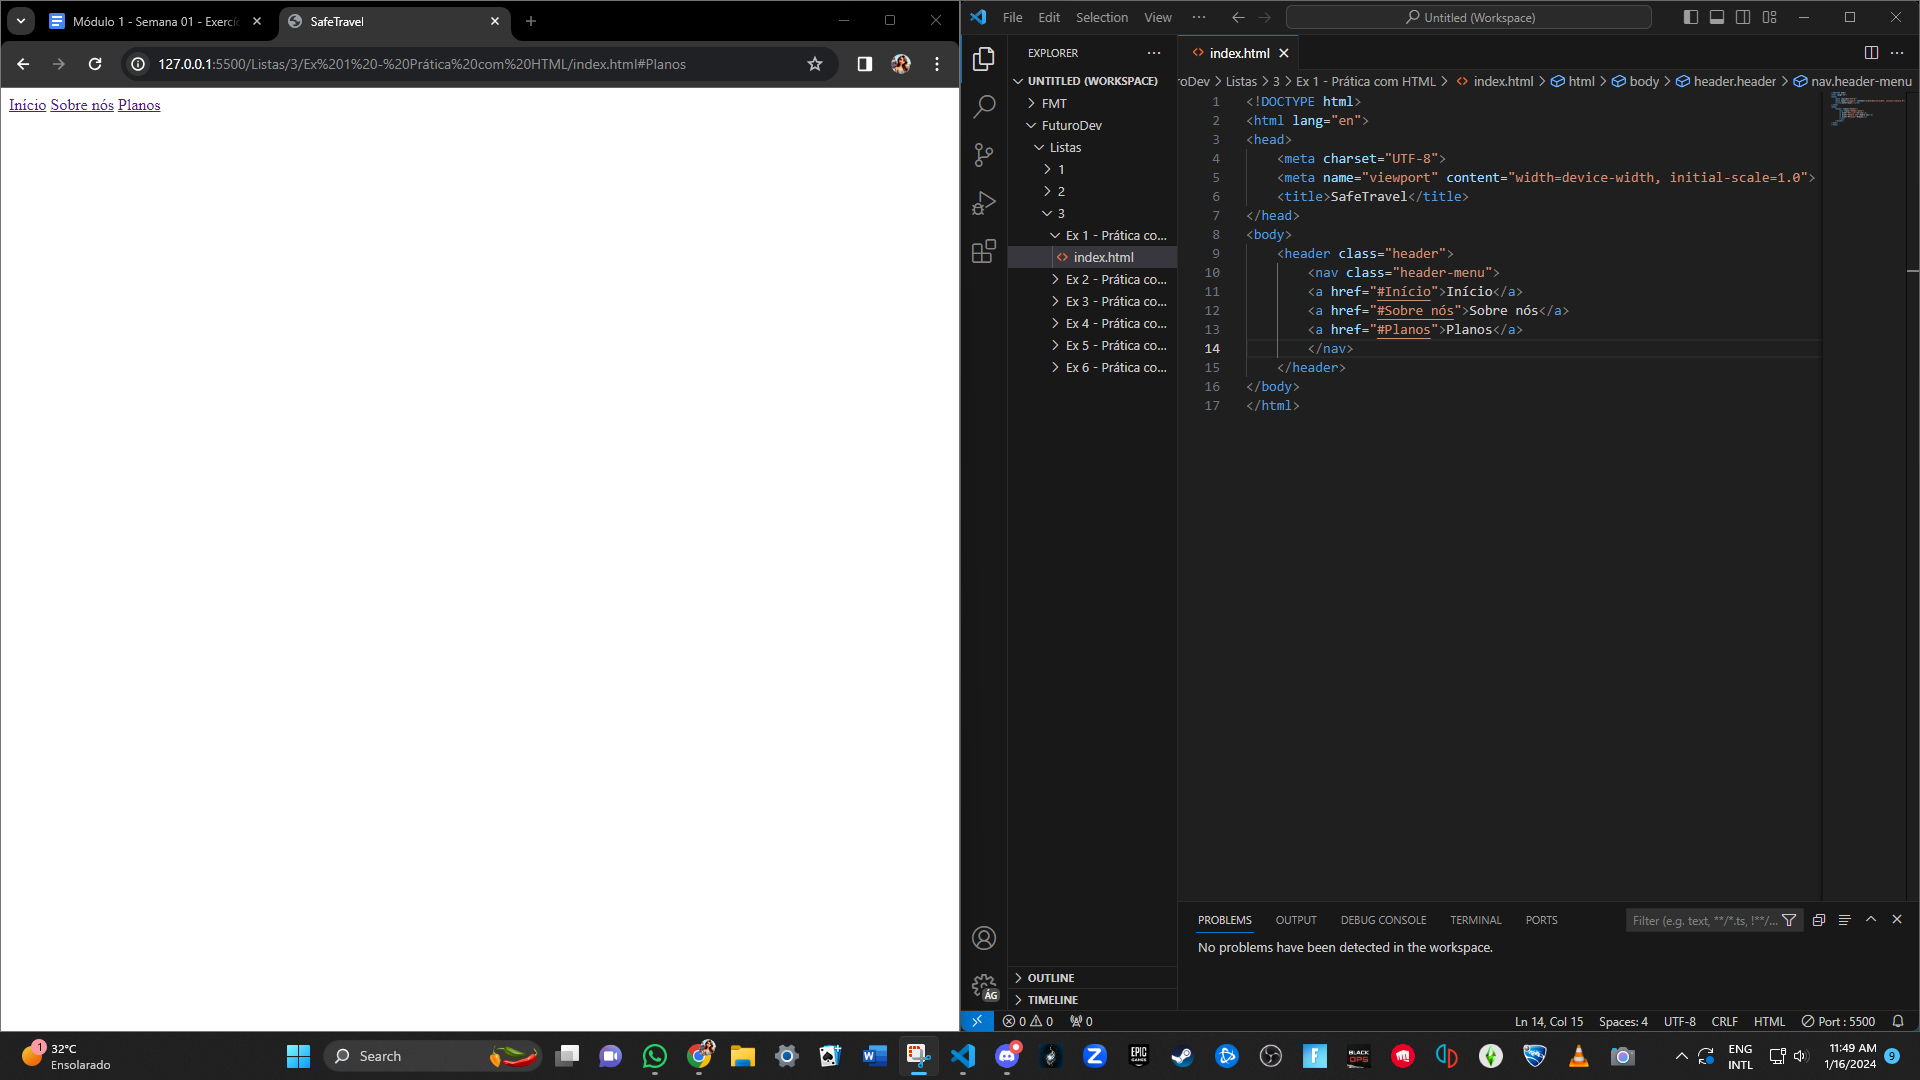 Módulo 1 - Semana 01 - Exercí
SafeTravel
127.0.0.1:5500/Listas/3/Ex%201%20-%20Prática%20com%20HTML/index.html#Planos
Início Sobre nós Planos
File Edit Selection View
Untitled (Workspace)
EXPLORER
UNTITLED (WORKSPACE)
FMT
FuturoDev
Listas
1
2
3
Ex 1 - Prática co...
index.html
Ex 2 - Prática co...
Ex 3 - Prática co...
Ex 4 - Prática co...
Ex 5 - Prática co...
Ex 6 - Prática co...
OUTLINE
TIMELINE
ÁG
index.html
roDev > Listas > 3 > Ex 1 - Prática com HTML > index.html > html > body > header.header > nav.header-menu
1 <!DOCTYPE html>
2 <html lang="en">
3 <head>
4 <meta charset="UTF-8">
5 <meta name="viewport" content="width=device-width, initial-scale=1.0">
6 <title>SafeTravel</title>
7 </head>
8 <body>
9 <header class="header">
10 <nav class="header-menu">
11 <a href="#Início">Início</a>
12 <a href="#Sobre nós">Sobre nós</a>
13 <a href="#Planos">Planos</a>
14 </nav>
15 </header>
16 </body>
17 </html>
PROBLEMS OUTPUT DEBUG CONSOLE TERMINAL PORTS
Filter (e.g. text, **/*.ts, !**/...
No problems have been detected in the workspace.
0 0 0
Ln 14, Col 15 Spaces: 4 UTF-8 CRLF HTML Port : 5500
1
32°C
Ensolarado
Search
EPIC GAMES
BLACK OPS
ENG
INTL
11:49 AM
1/16/2024
9